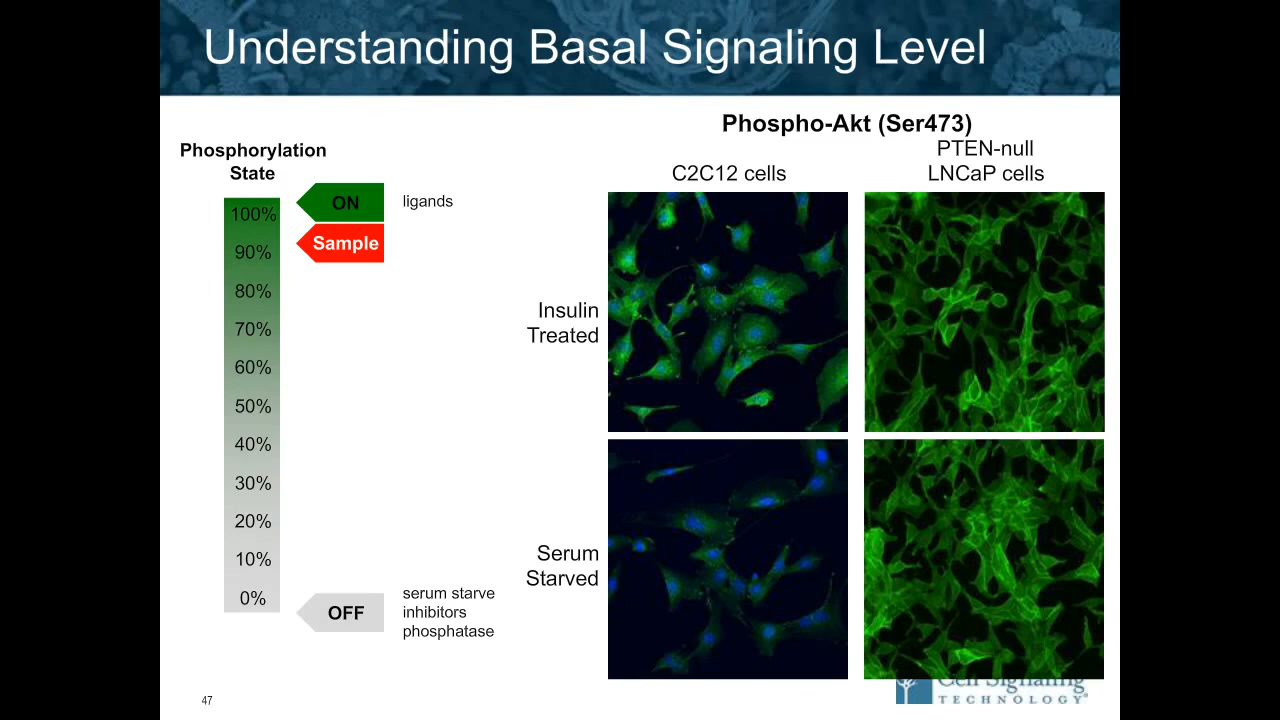 Understanding Basal Signaling Level
Phospho-Akt (Ser473)
Phosphorylation
State
C2C12 cells
PTEN-null
LNCaP cells
100%
90%
80%
70%
60%
50%
40%
30%
20%
10%
0%
ON
ligands
Sample
OFF
serum starve
inhibitors
phosphatase
Insulin
Treated
Serum
Starved
47
Cell Signaling
TECHNOLOGY®